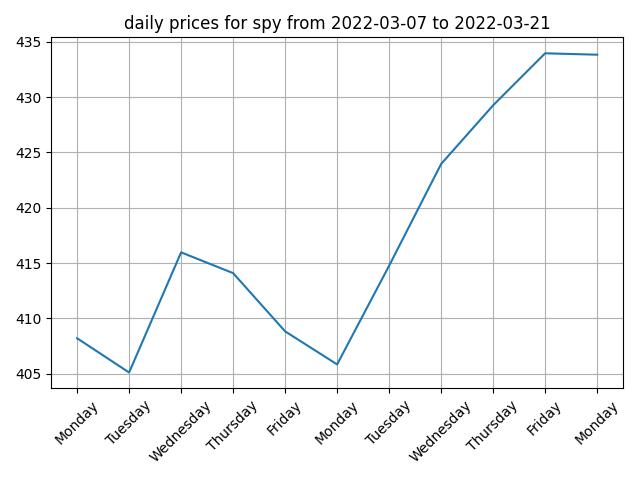 daily prices for spy from 2022-03-07 to 2022-03-21
435
430
425
420
415
410
405
Monday
Tuesday
Wednesday
Thursday
Friday
Monday
Tuesday
Wednesday
Thursday
Friday
Monday